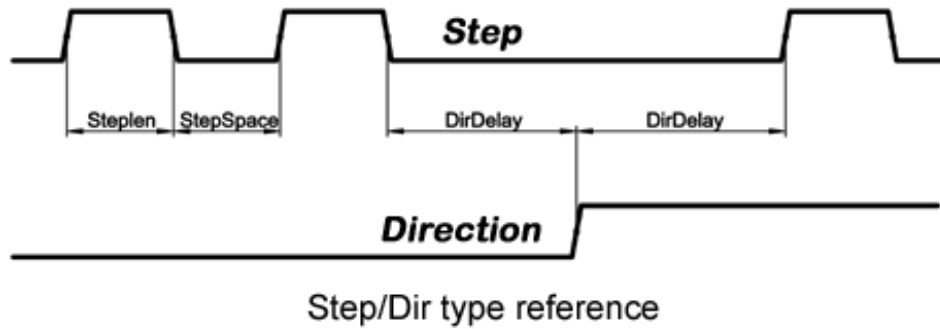 Step
Steplen StepSpace DirDelay DirDelay
Direction
Step/Dir type reference